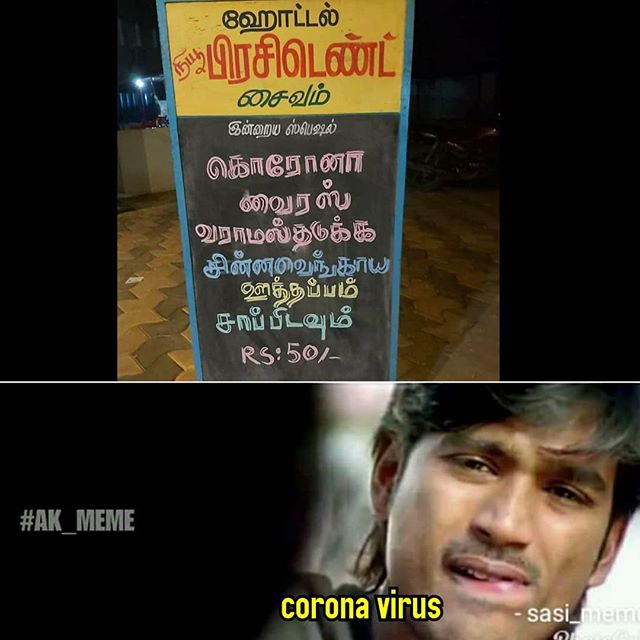 ஹோட்டல்
நியூ பிரசிடெண்ட்
சைவம்
இன்றைய ஸ்பெஷல்
கொரோனா
வைரஸ்
வராமல்தடுக்க
சின்னவெங்காய
ஊத்தப்பம்
சாப்பிடவும்
RS:50/-
#AK_MEME
corona virus
- sasi_mem